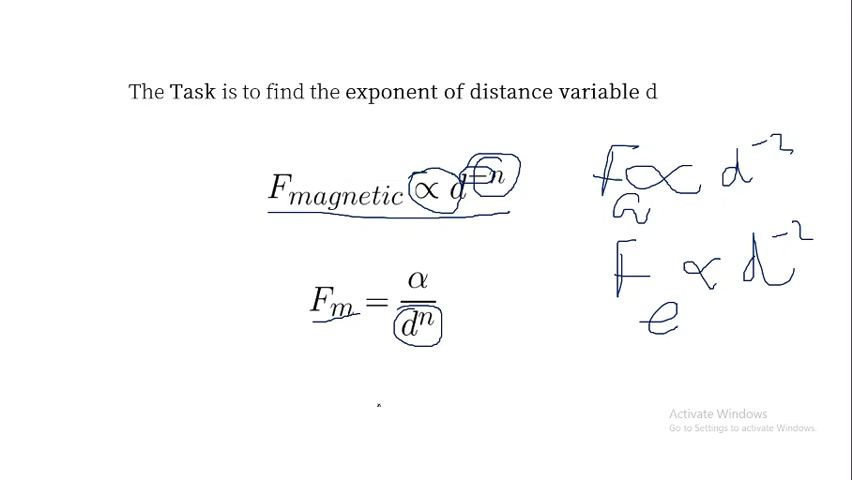 The Task is to find the exponent of distance variable d
F_magnetic ∝ d^−n
F_m = α / d^n
F ∝ d^-2
F_e ∝ d^-2
Activate Windows
Go to Settings to activate Windows.